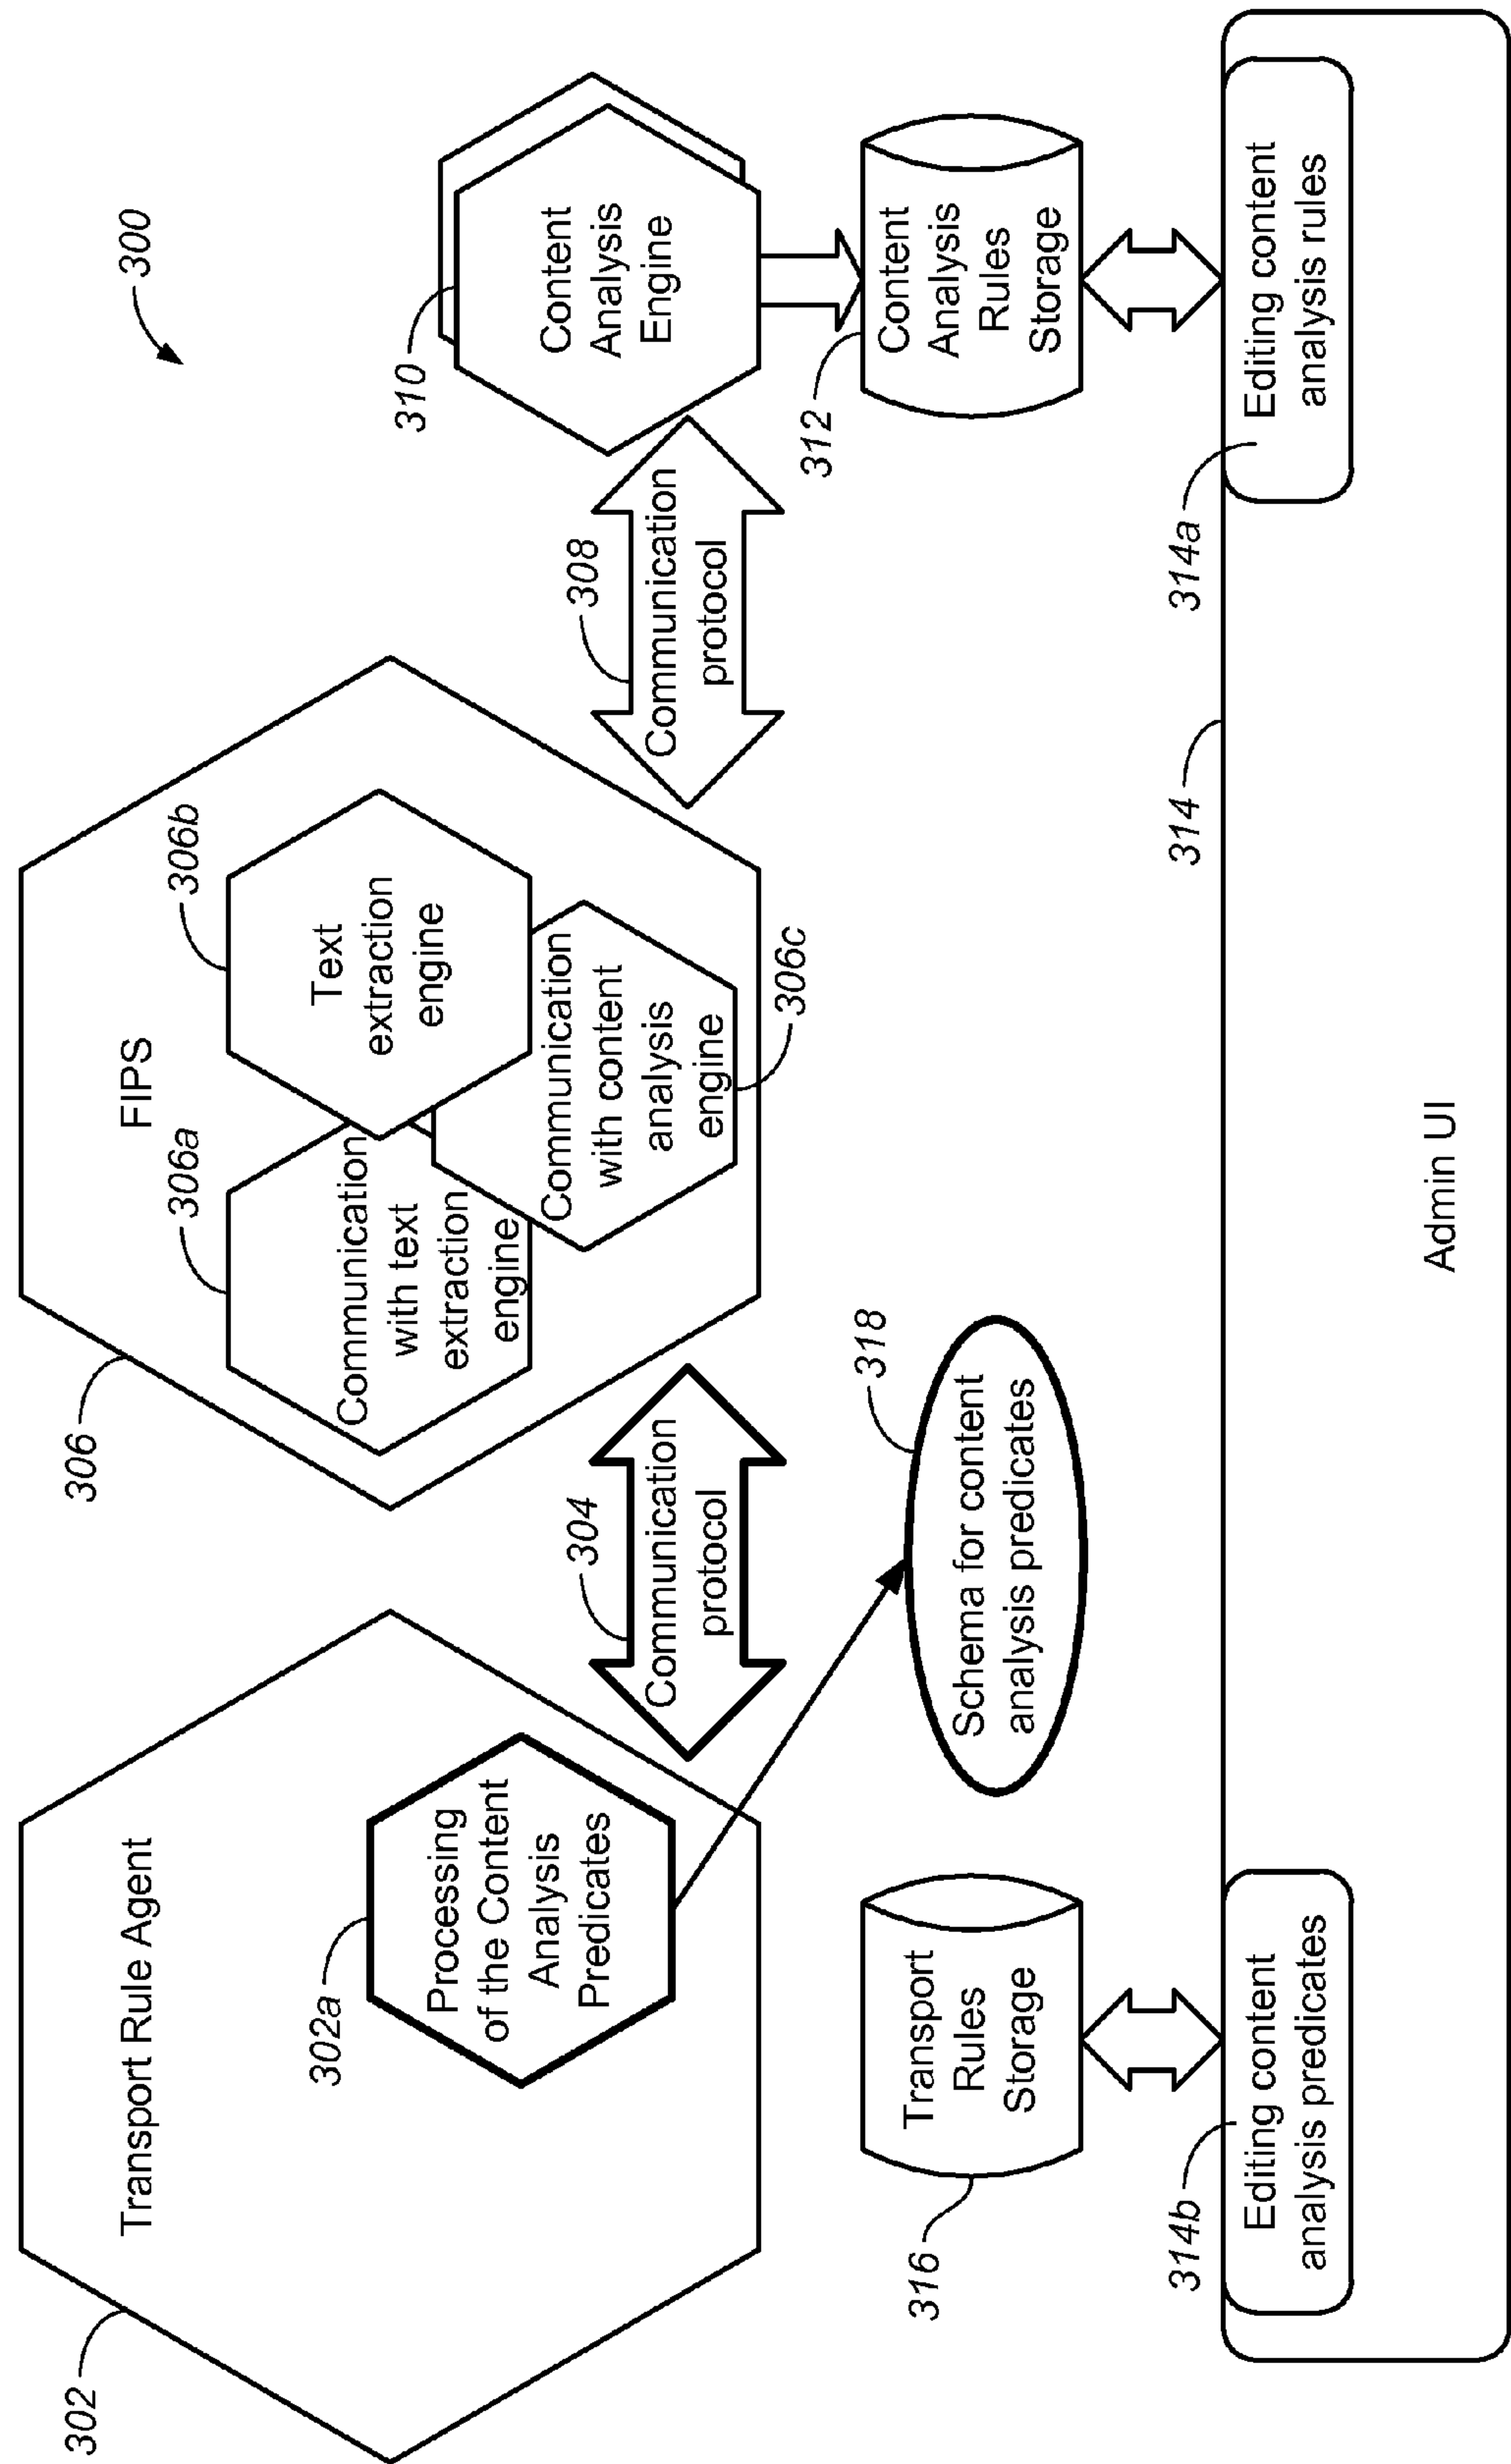 300
302
Transport Rule Agent
302a
Processing
of the Content
Analysis
Predicates
304
Communication
protocol
306
FIPS
306a
Communication
with text
extraction
engine
306b
Text
extraction
engine
Communication
with content
analysis
engine
306c
308
Communication
protocol
310
Content
Analysis
Engine
316
Transport
Rules
Storage
318
Schema for content
analysis predicates
312
Content
Analysis
Rules
Storage
314b
Editing content
analysis predicates
314
314a
Editing content
analysis rules
Admin UI